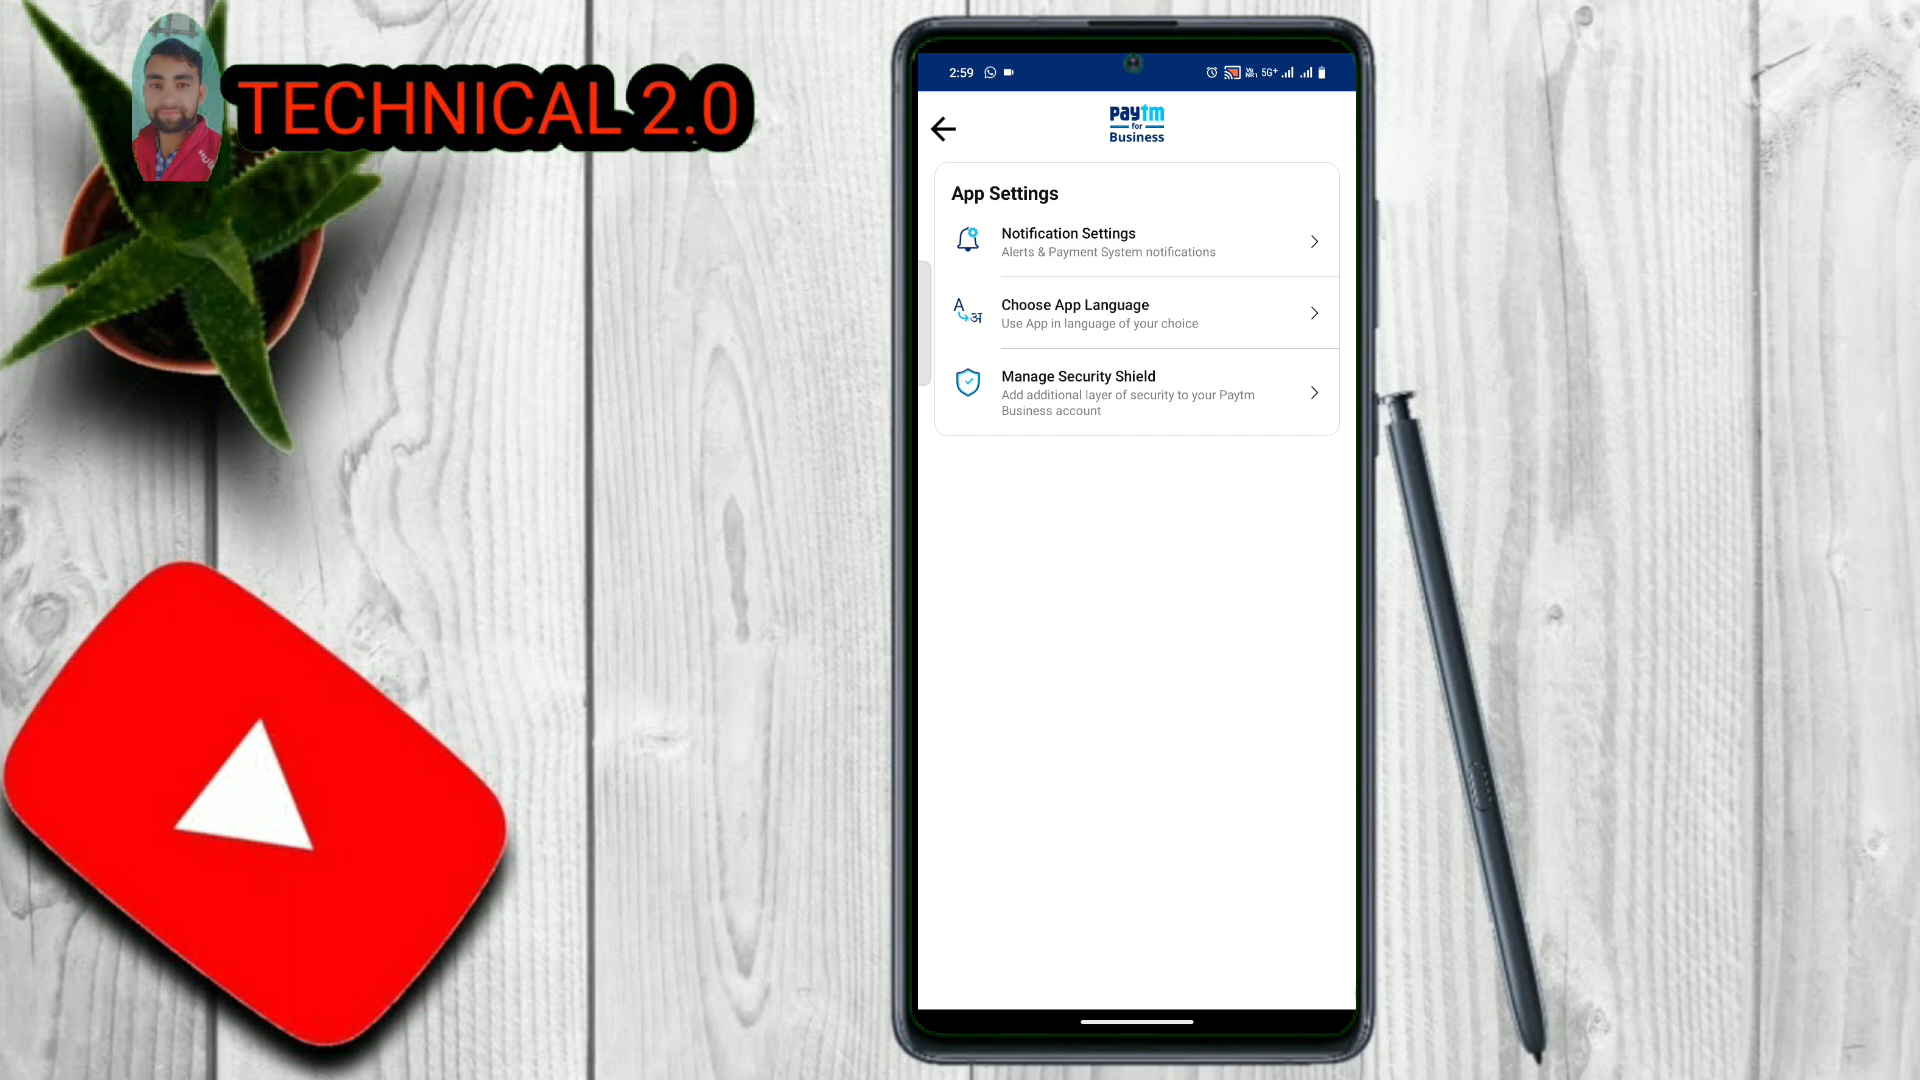 TECHNICAL 2.0
2:59
5G+
paytm
for
Business
App Settings
Notification Settings
Alerts & Payment System notifications
Choose App Language
Use App in language of your choice
A
अ
Manage Security Shield
Add additional layer of security to your Paytm
Business account